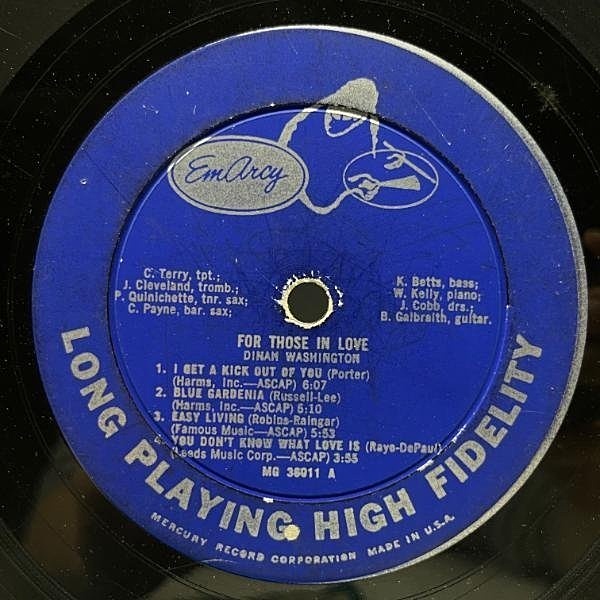 EmArcy
C. Terry, tpt.;
J. Cleveland, tromb.;
P. Quinichette, tnr. sax;
C. Payne, bar. sax;
K. Betts, bass;
W. Kelly, piano;
J. Cobb, drs.;
B. Galbraith, guitar.
FOR THOSE IN LOVE
DINAH WASHINGTON
1. I GET A KICK OUT OF YOU (Porter)
(Harms, Inc.—ASCAP) 6:07
2. BLUE GARDENIA (Russell-Lee)
(Harms, Inc.—ASCAP) 5:10
3. EASY LIVING (Robins-Raingar)
(Famous Music—ASCAP) 5:53
4. YOU DON'T KNOW WHAT LOVE IS (Raye-DePaul)
(Leeds Music Corp.—ASCAP) 3:55
MG 36011 A
LONG PLAYING HIGH FIDELITY
MERCURY RECORD CORPORATION MADE IN U.S.A.